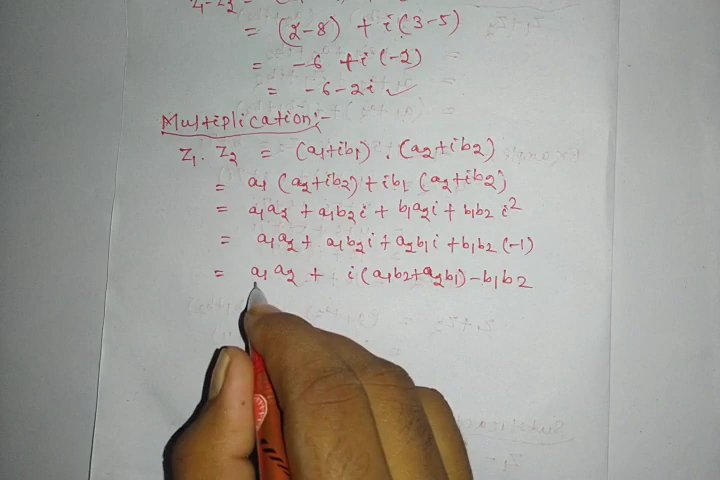 = (2-8) + i(3-5)
= -6 + i(-2)
= -6-2i ✓
Multiplication:-
Z₁. Z₂ = (a₁+ib₁) . (a₂+ib₂)
= a₁ (a₂+ib₂) + ib₁ (a₂+ib₂)
= a₁a₂ + a₁b₂i + b₁a₂i + b₁b₂ i²
= a₁a₂ + a₁b₂i + a₂b₁i + b₁b₂ (-1)
= a₁a₂ + i(a₁b₂+a₂b₁) - b₁b₂